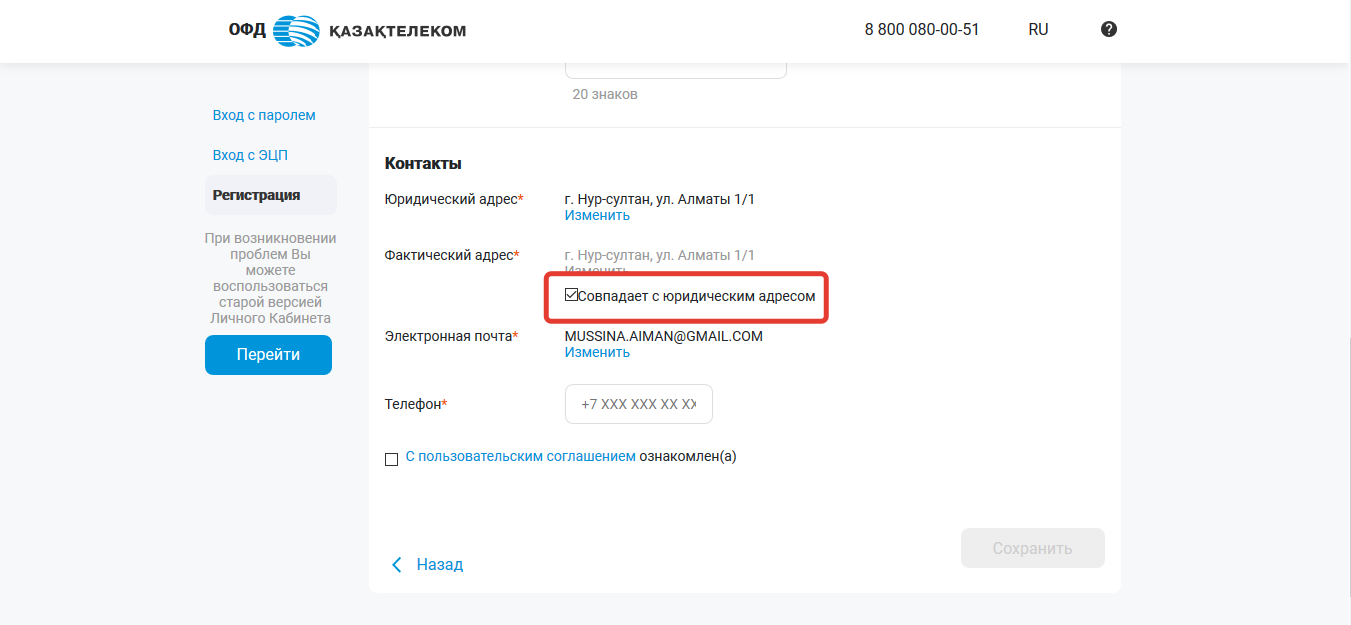 ОФД ҚАЗАҚТЕЛЕКОМ 8 800 080-00-51 RU
20 знаков
Вход с паролем
Вход с ЭЦП
Регистрация
При возникновении
проблем Вы
можете
воспользоваться
старой версией
Личного Кабинета
Перейти
Контакты
Юридический адрес* г. Нур-султан, ул. Алматы 1/1
Изменить
Фактический адрес* г. Нур-султан, ул. Алматы 1/1
Изменить
Совпадает с юридическим адресом
Электронная почта* MUSSINA.AIMAN@GMAIL.COM
Изменить
Телефон* +7 XXX XXX XX XX
С пользовательским соглашением ознакомлен(а)
Сохранить
Назад